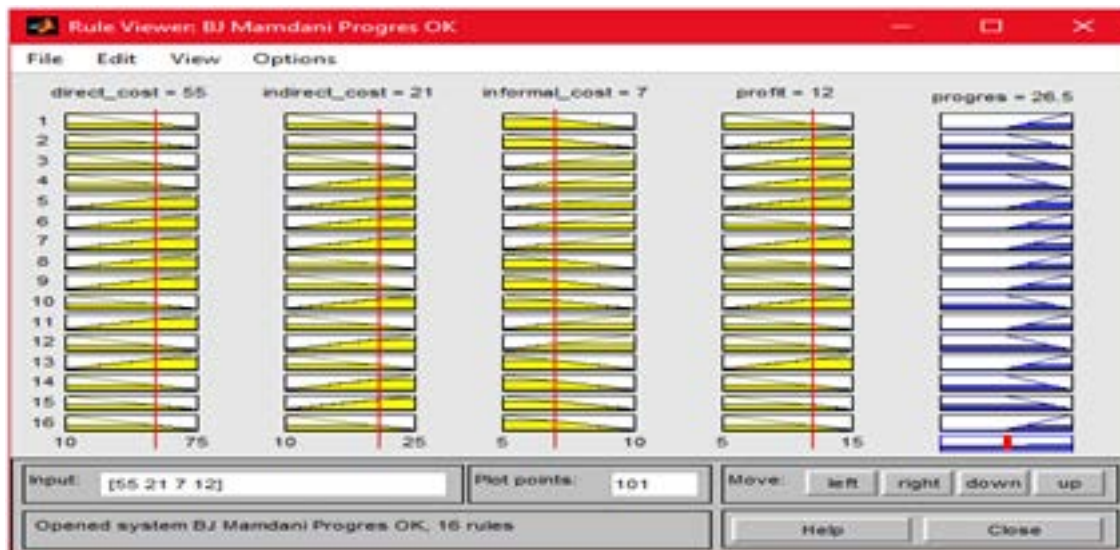 Rule Viewer: BJ Mamdani Progres OK
File Edit View Options
direct_cost = 55 indirect_cost = 21 informal_cost = 7 profit = 12 progres = 26.5
1
2
3
4
5
6
7
8
9
10
11
12
13
14
15
16
10 75 10 25 5 10 5 15
Input: [55 21 7 12] Plot points: 101 Move: left right down up
Opened system BJ Mamdani Progres OK, 16 rules Help Close